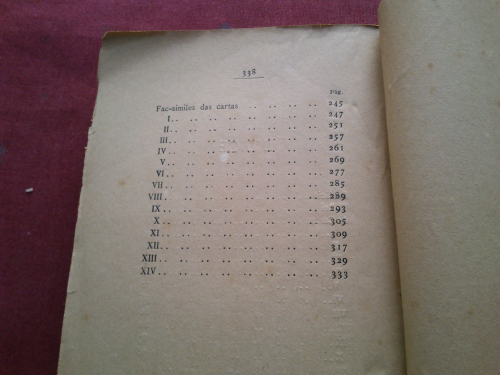 338
Pág.
Fac-similes das cartas .. .. .. .. 245
I.. .. .. .. .. .. .. .. 247
II.. .. .. .. .. .. .. .. 251
III.. .. .. .. .. .. .. .. 257
IV.. .. .. .. .. .. .. .. 261
V.. .. .. .. .. .. .. .. 269
VI.. .. .. .. .. .. .. .. 277
VII.. .. .. .. .. .. .. .. 285
VIII.. .. .. .. .. .. .. .. 289
IX.. .. .. .. .. .. .. .. 293
X.. .. .. .. .. .. .. .. 305
XI.. .. .. .. .. .. .. .. 309
XII.. .. .. .. .. .. .. .. 317
XIII.. .. .. .. .. .. .. .. 329
XIV.. .. .. .. .. .. .. .. 333